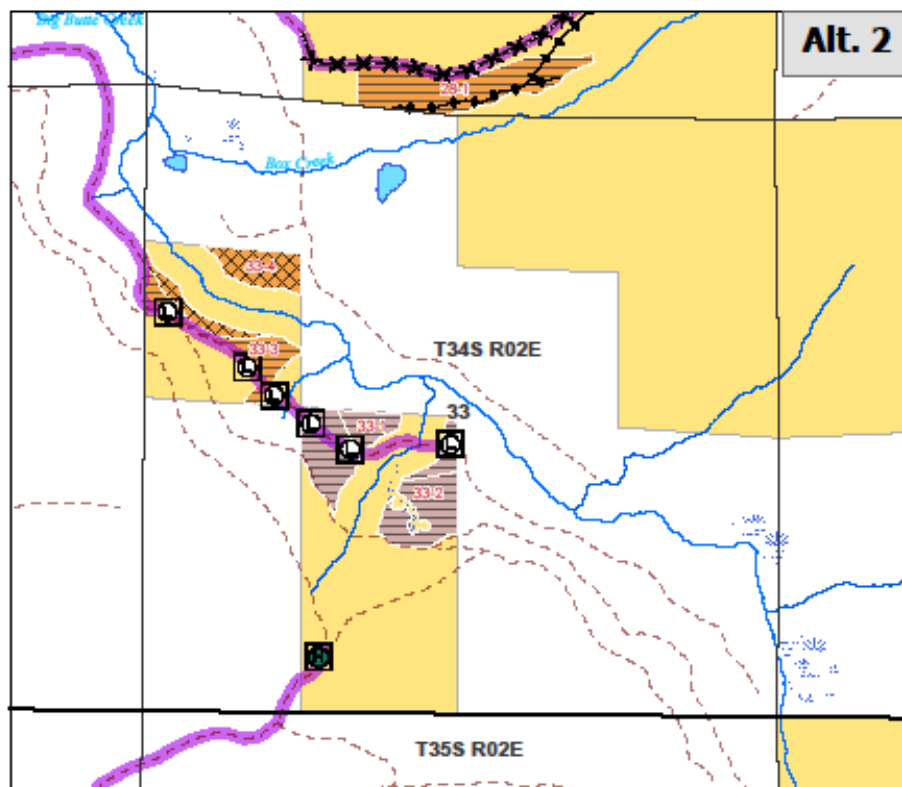 Big Butte Creek
Alt. 2
28-1
Box Creek
33-4
T34S R02E
L
33-3
L
L
L
33
33-1
L
L
33-2
H
T35S R02E